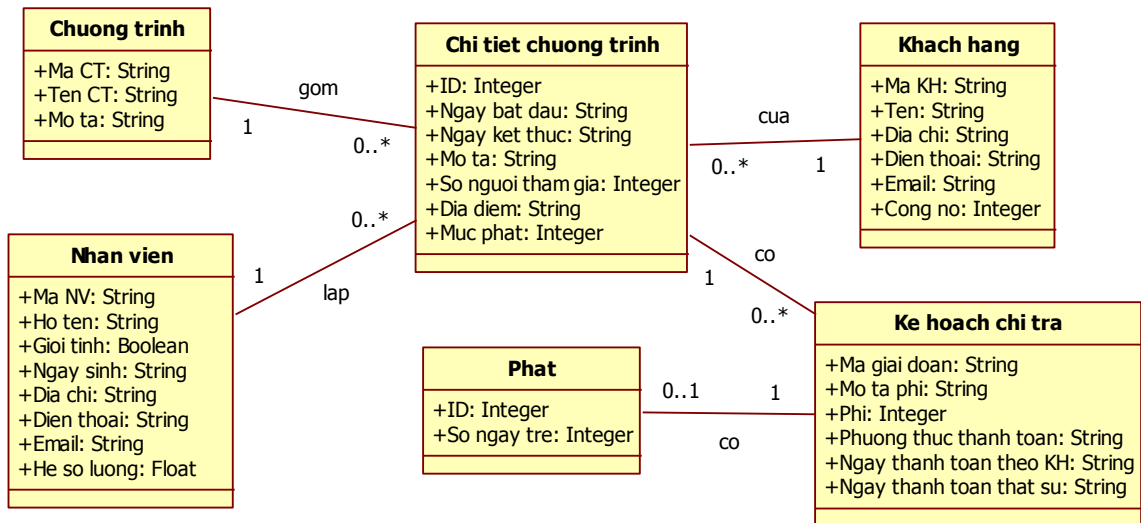 Chuong trinh
+Ma CT: String
+Ten CT: String
+Mo ta: String
gom
1
0..*
Chi tiet chuong trinh
+ID: Integer
+Ngay bat dau: String
+Ngay ket thuc: String
+Mo ta: String
+So nguoi tham gia: Integer
+Dia diem: String
+Muc phat: Integer
cua
0..*
1
Khach hang
+Ma KH: String
+Ten: String
+Dia chi: String
+Dien thoai: String
+Email: String
+Cong no: Integer
Nhan vien
+Ma NV: String
+Ho ten: String
+Gioi tinh: Boolean
+Ngay sinh: String
+Dia chi: String
+Dien thoai: String
+Email: String
+He so luong: Float
1
lap
0..*
co
1
0..*
Phat
+ID: Integer
+So ngay tre: Integer
0..1
1
co
Ke hoach chi tra
+Ma giai doan: String
+Mo ta phi: String
+Phi: Integer
+Phuong thuc thanh toan: String
+Ngay thanh toan theo KH: String
+Ngay thanh toan that su: String